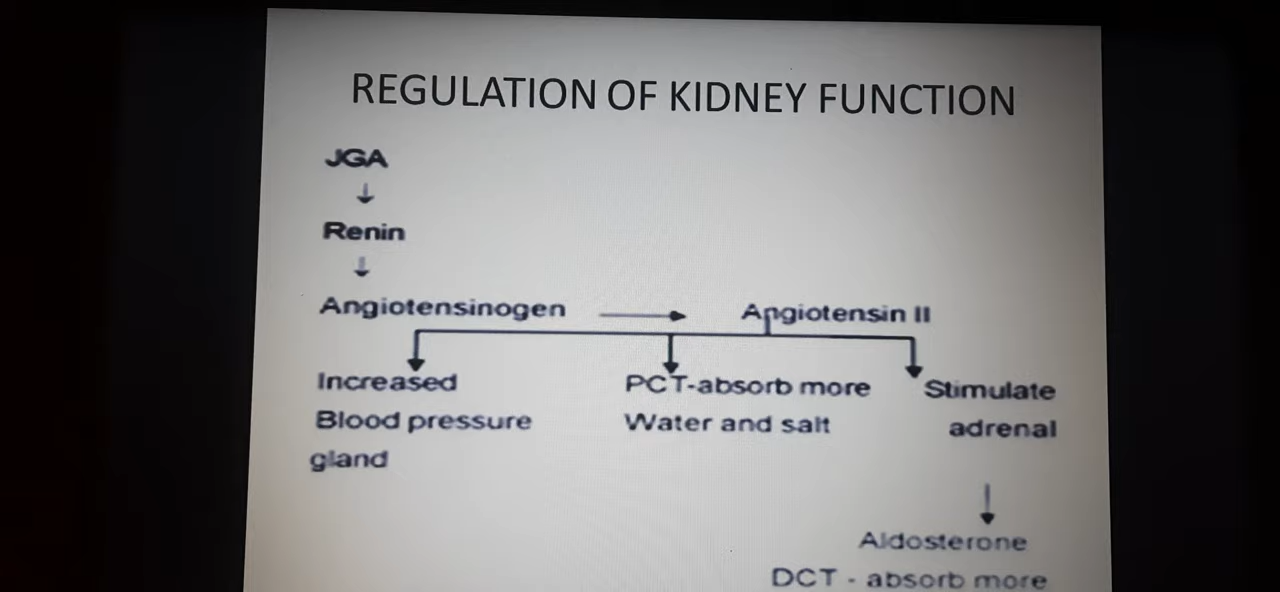 REGULATION OF KIDNEY FUNCTION
JGA
Renin
Angiotensinogen Angiotensin II
Increased PCT-absorb more Stimulate
Blood pressure Water and salt adrenal
gland
Aldosterone
DCT - absorb more